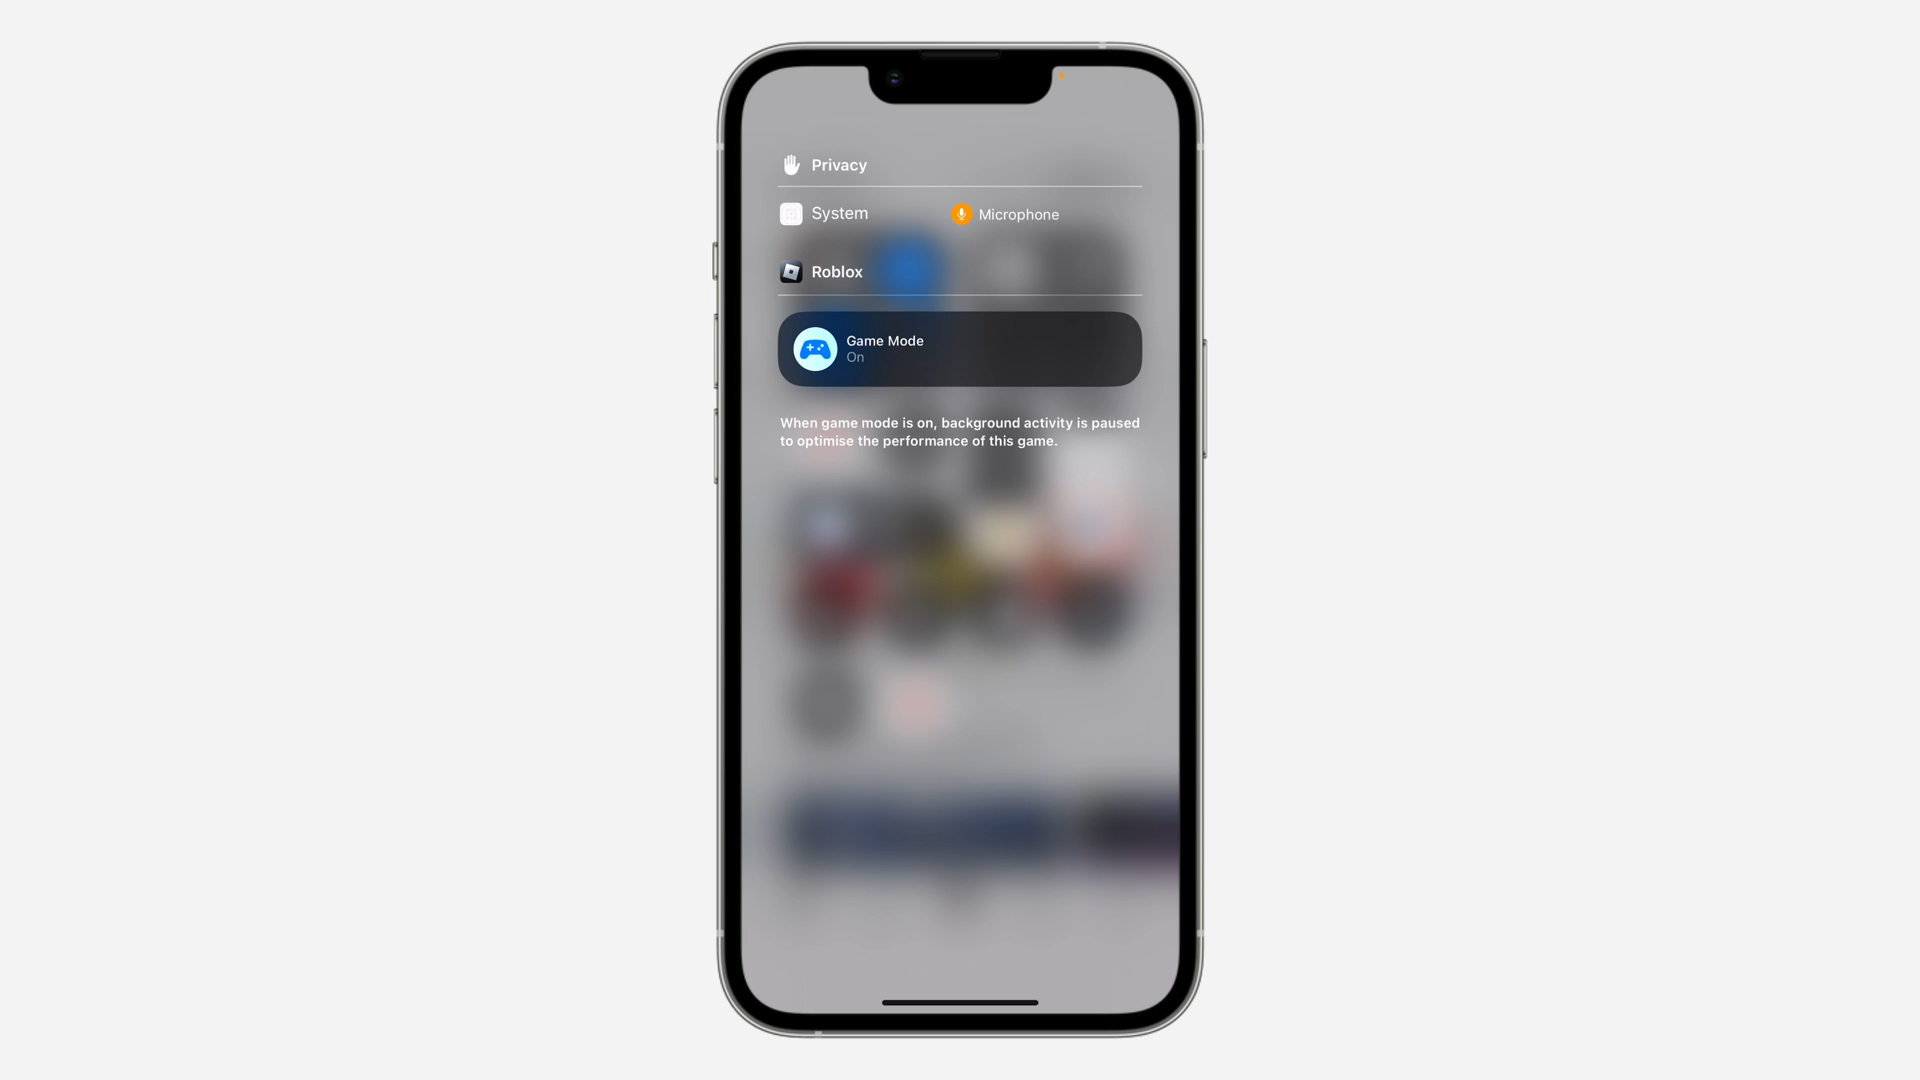 Privacy
System
Microphone
Roblox
Game Mode
On
When game mode is on, background activity is paused
to optimise the performance of this game.